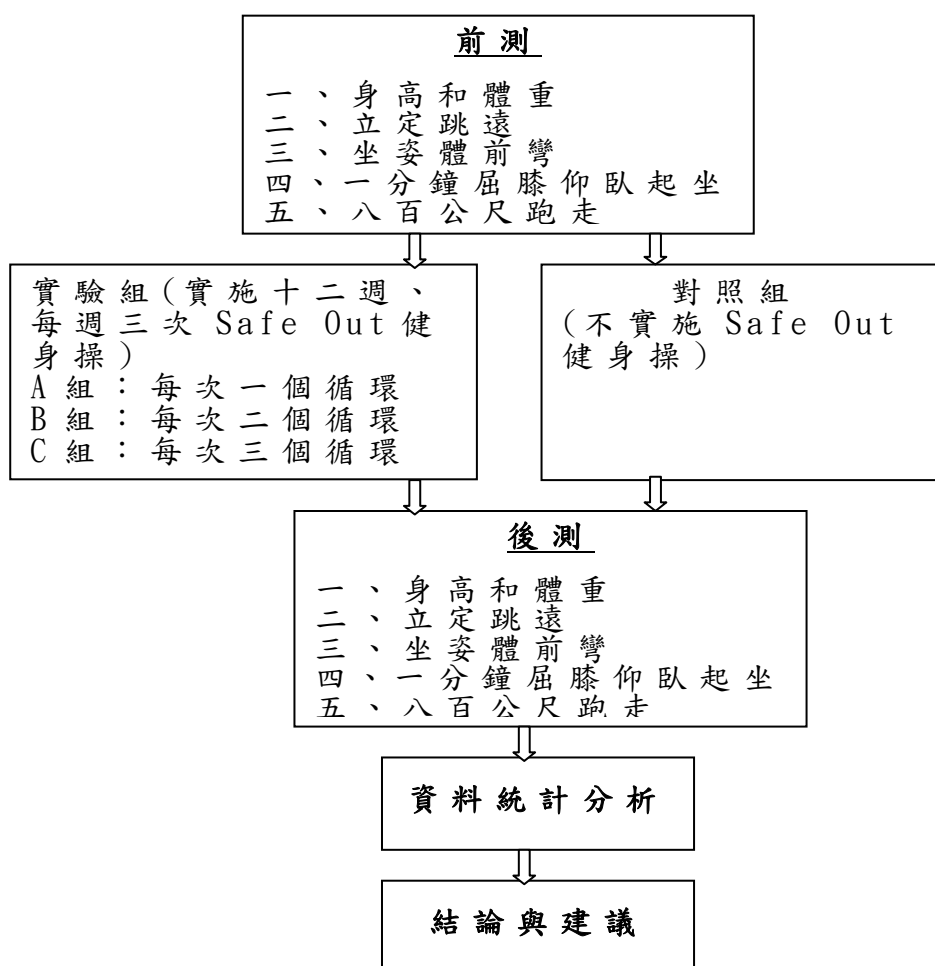 前測
一、身高和體重
二、立定跳遠
三、坐姿體前彎
四、一分鐘屈膝仰臥起坐
五、八百公尺跑走
實驗組(實施十二週、
每週三次 Safe Out 健
身操)
A 組：每次一個循環
B 組：每次二個循環
C 組：每次三個循環
對照組
(不實施 Safe Out
健身操)
後測
一、身高和體重
二、立定跳遠
三、坐姿體前彎
四、一分鐘屈膝仰臥起坐
五、八百公尺跑走
資料統計分析
結論與建議